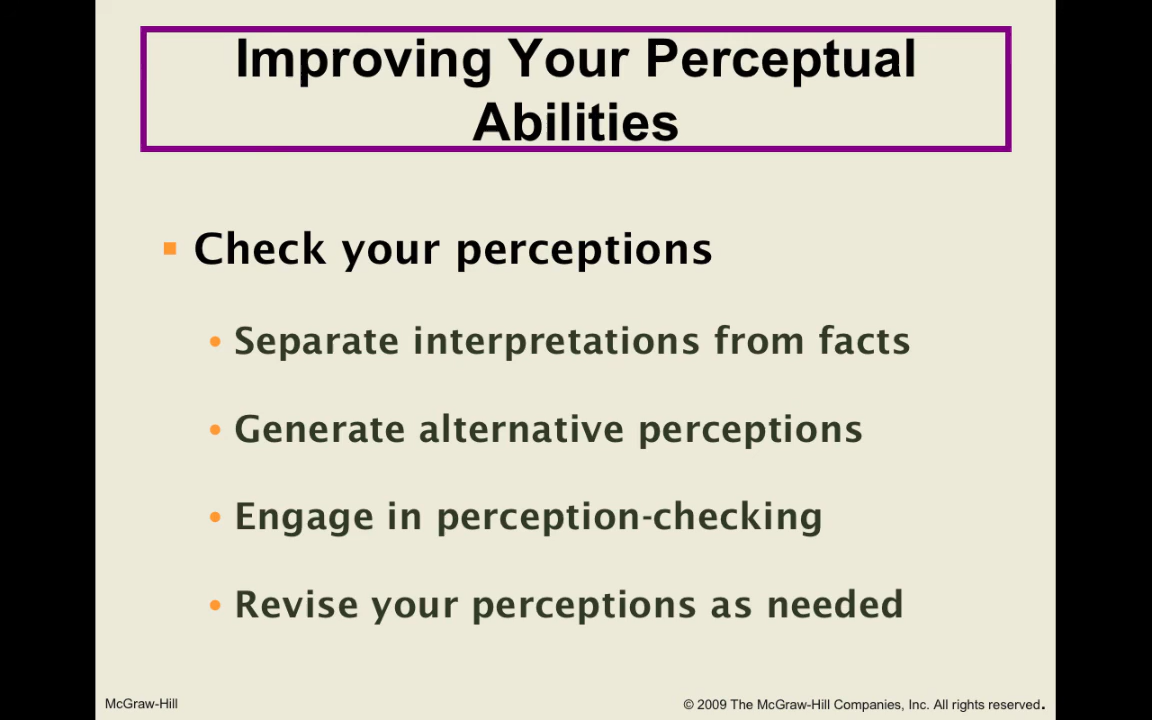 Improving Your Perceptual
Abilities
Check your perceptions
Separate interpretations from facts
Generate alternative perceptions
Engage in perception-checking
Revise your perceptions as needed
McGraw-Hill
© 2009 The McGraw-Hill Companies, Inc. All rights reserved.